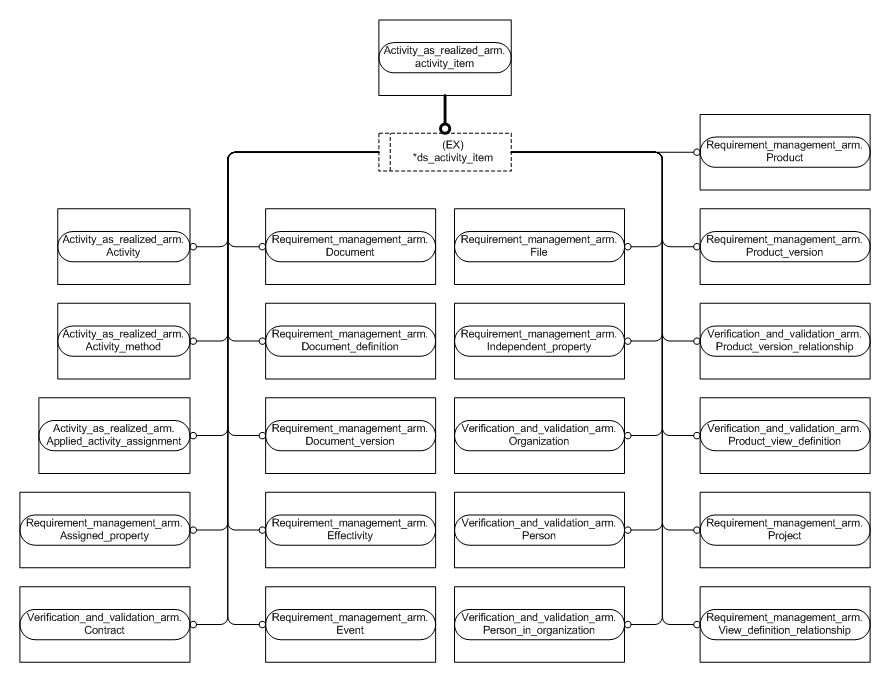 Activity_as_realized_arm.
activity_item
(EX)
*ds_activity_item
Requirement_management_arm.
Product
Activity_as_realized_arm.
Activity
Requirement_management_arm.
Document
Requirement_management_arm.
File
Requirement_management_arm.
Product_version
Activity_as_realized_arm.
Activity_method
Requirement_management_arm.
Document_definition
Requirement_management_arm.
Independent_property
Verification_and_validation_arm.
Product_version_relationship
Activity_as_realized_arm.
Applied_activity_assignment
Requirement_management_arm.
Document_version
Verification_and_validation_arm.
Organization
Verification_and_validation_arm.
Product_view_definition
Requirement_management_arm.
Assigned_property
Requirement_management_arm.
Effectivity
Verification_and_validation_arm.
Person
Requirement_management_arm.
Project
Verification_and_validation_arm.
Contract
Requirement_management_arm.
Event
Verification_and_validation_arm.
Person_in_organization
Requirement_management_arm.
View_definition_relationship